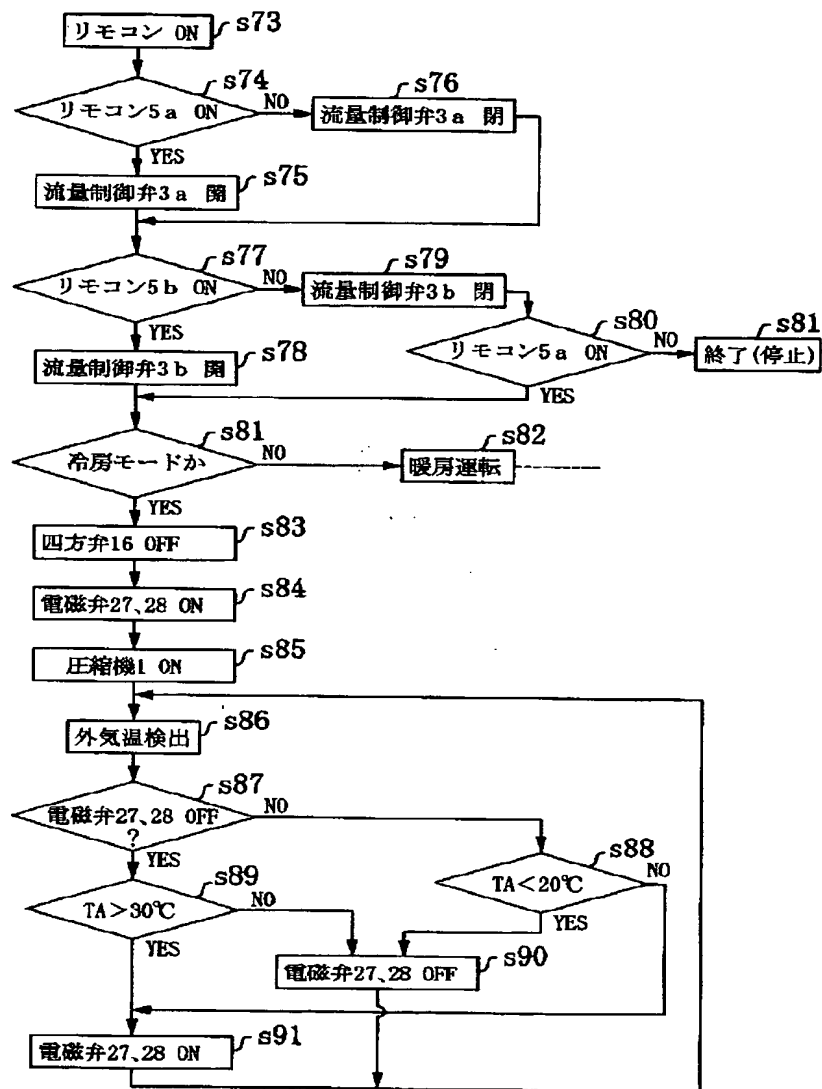 リモコン ON
s73
s74
リモコン5a ON
NO
YES
s76
流量制御弁3a 閉
s75
流量制御弁3a 開
s77
リモコン5b ON
NO
YES
s79
流量制御弁3b 閉
s78
流量制御弁3b 開
s80
リモコン5a ON
NO
YES
s81
終了(停止)
s81
冷房モードか
NO
YES
s82
暖房運転
s83
四方弁16 OFF
s84
電磁弁27、28 ON
s85
圧縮機1 ON
s86
外気温検出
s87
電磁弁27、28 OFF
?
NO
YES
s88
TA<20℃
NO
YES
s89
TA>30℃
NO
YES
s90
電磁弁27、28 OFF
s91
電磁弁27、28 ON